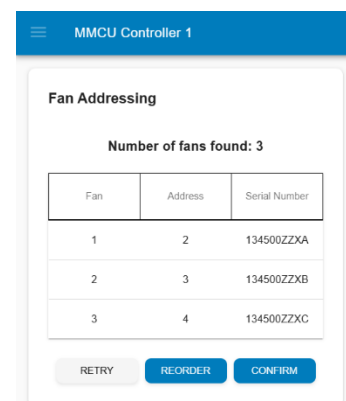 MMCU Controller 1
Fan Addressing
Number of fans found: 3
Fan Address Serial Number
1 2 134500ZZXA
2 3 134500ZZXB
3 4 134500ZZXC
RETRY REORDER CONFIRM